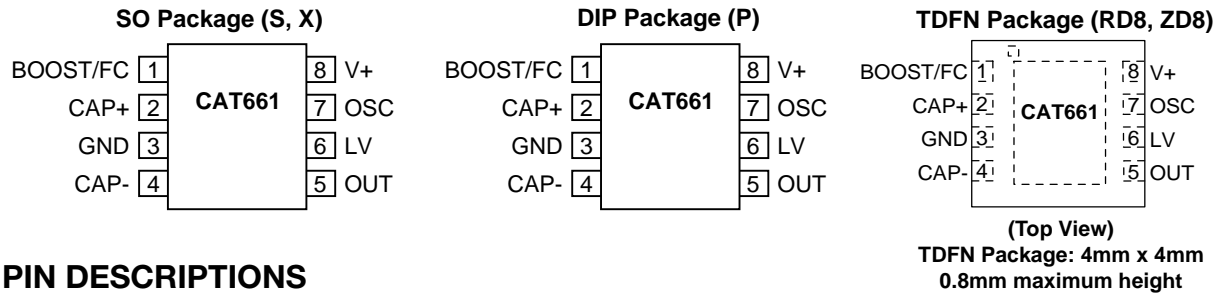 SO Package (S, X)
BOOST/FC 1 CAT661 8 V+
CAP+ 2 7 OSC
GND 3 6 LV
CAP- 4 5 OUT
DIP Package (P)
BOOST/FC 1 CAT661 8 V+
CAP+ 2 7 OSC
GND 3 6 LV
CAP- 4 5 OUT
TDFN Package (RD8, ZD8)
BOOST/FC 1 8 V+
CAP+ 2 CAT661 7 OSC
GND 3 6 LV
CAP- 4 5 OUT
(Top View)
TDFN Package: 4mm x 4mm
0.8mm maximum height
PIN DESCRIPTIONS